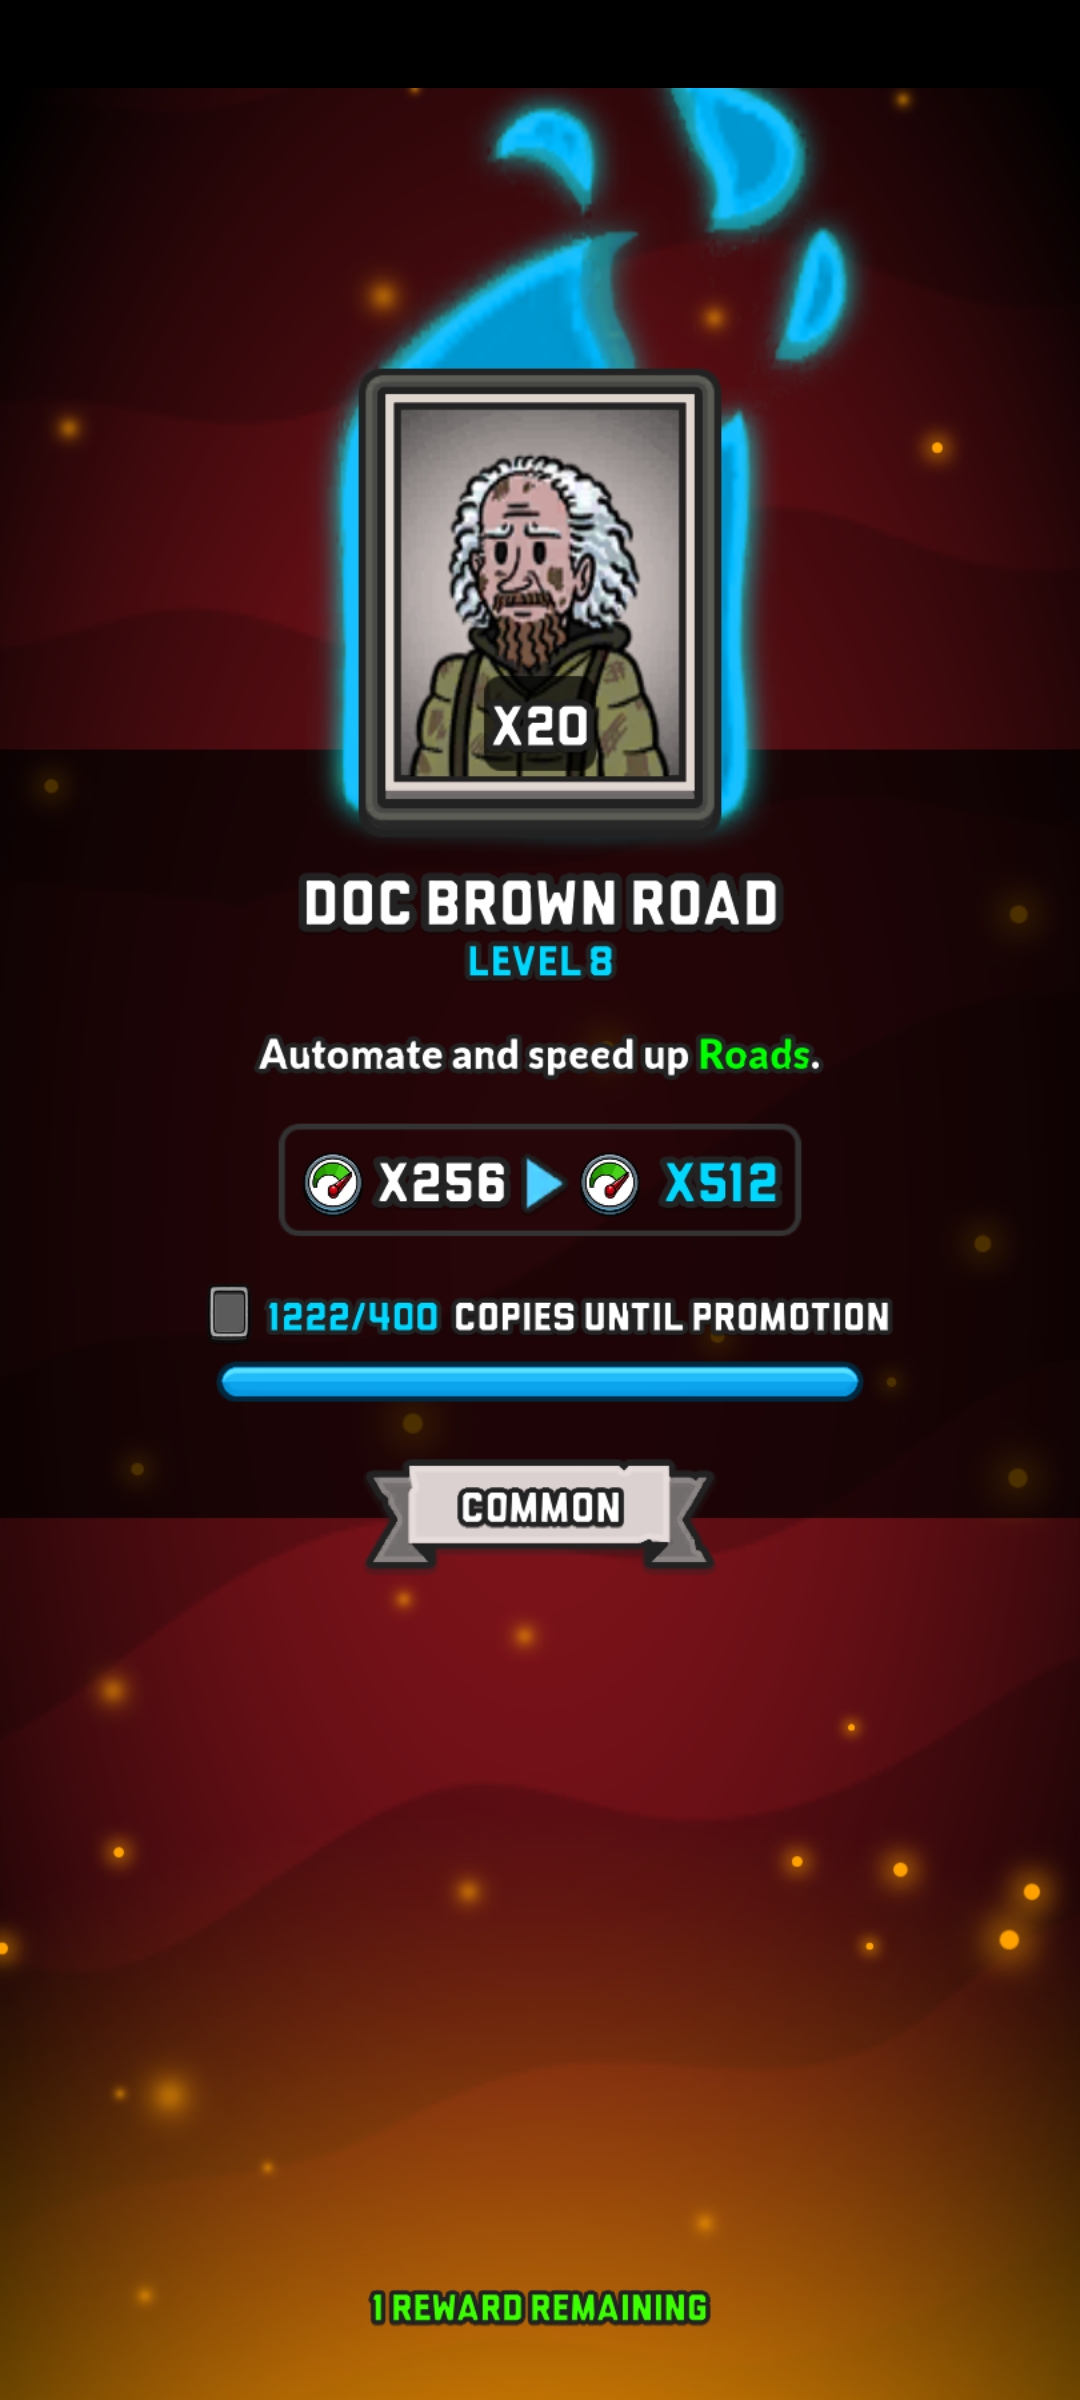 X20
DOC BROWN ROAD
LEVEL 8
Automate and speed up Roads.
X256 X512
1222/400 COPIES UNTIL PROMOTION
COMMON
1 REWARD REMAINING